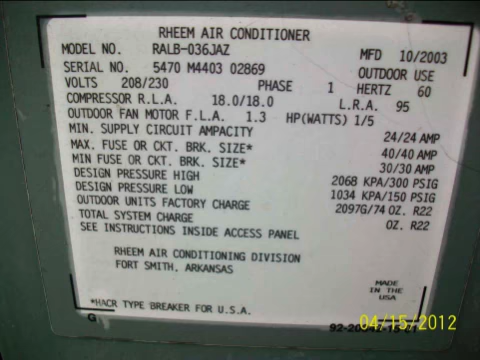 RHEEM AIR CONDITIONER
MODEL NO. RALB-036JAZ MFD 10/2003
SERIAL NO. 5470 M4403 02869 OUTDOOR USE
VOLTS 208/230 PHASE 1 HERTZ 60
COMPRESSOR R.L.A. 18.0/18.0 L.R.A. 95
OUTDOOR FAN MOTOR F.L.A. 1.3 HP(WATTS) 1/5
MIN. SUPPLY CIRCUIT AMPACITY 24/24 AMP
MAX. FUSE OR CKT. BRK. SIZE* 40/40 AMP
MIN FUSE OR CKT. BRK. SIZE* 30/30 AMP
DESIGN PRESSURE HIGH 2068 KPA/300 PSIG
DESIGN PRESSURE LOW 1034 KPA/150 PSIG
OUTDOOR UNITS FACTORY CHARGE 2097G/74 OZ. R22
TOTAL SYSTEM CHARGE OZ. R22
SEE INSTRUCTIONS INSIDE ACCESS PANEL
RHEEM AIR CONDITIONING DIVISION
FORT SMITH, ARKANSAS
MADE
IN THE
USA
*HACR TYPE BREAKER FOR U.S.A.
G
04/15/2012